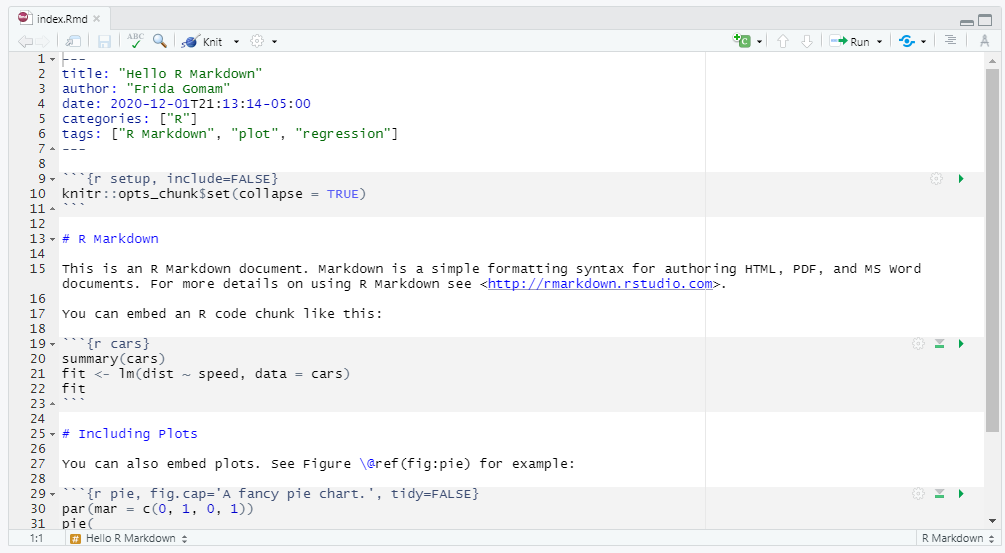 index.Rmd
ABC
Knit
Run
1 ---
2 title: "Hello R Markdown"
3 author: "Frida Gomam"
4 date: 2020-12-01T21:13:14-05:00
5 categories: ["R"]
6 tags: ["R Markdown", "plot", "regression"]
7 ---
8
9 ```{r setup, include=FALSE}
10 knitr::opts_chunk$set(collapse = TRUE)
11 ```
12
13 # R Markdown
14
15 This is an R Markdown document. Markdown is a simple formatting syntax for authoring HTML, PDF, and MS Word
documents. For more details on using R Markdown see <http://rmarkdown.rstudio.com>.
16
17 You can embed an R code chunk like this:
18
19 ```{r cars}
20 summary(cars)
21 fit <- lm(dist ~ speed, data = cars)
22 fit
23 ```
24
25 # Including Plots
26
27 You can also embed plots. See Figure \@ref(fig:pie) for example:
28
29 ```{r pie, fig.cap='A fancy pie chart.', tidy=FALSE}
30 par(mar = c(0, 1, 0, 1))
31 pie(
1:1 # Hello R Markdown R Markdown